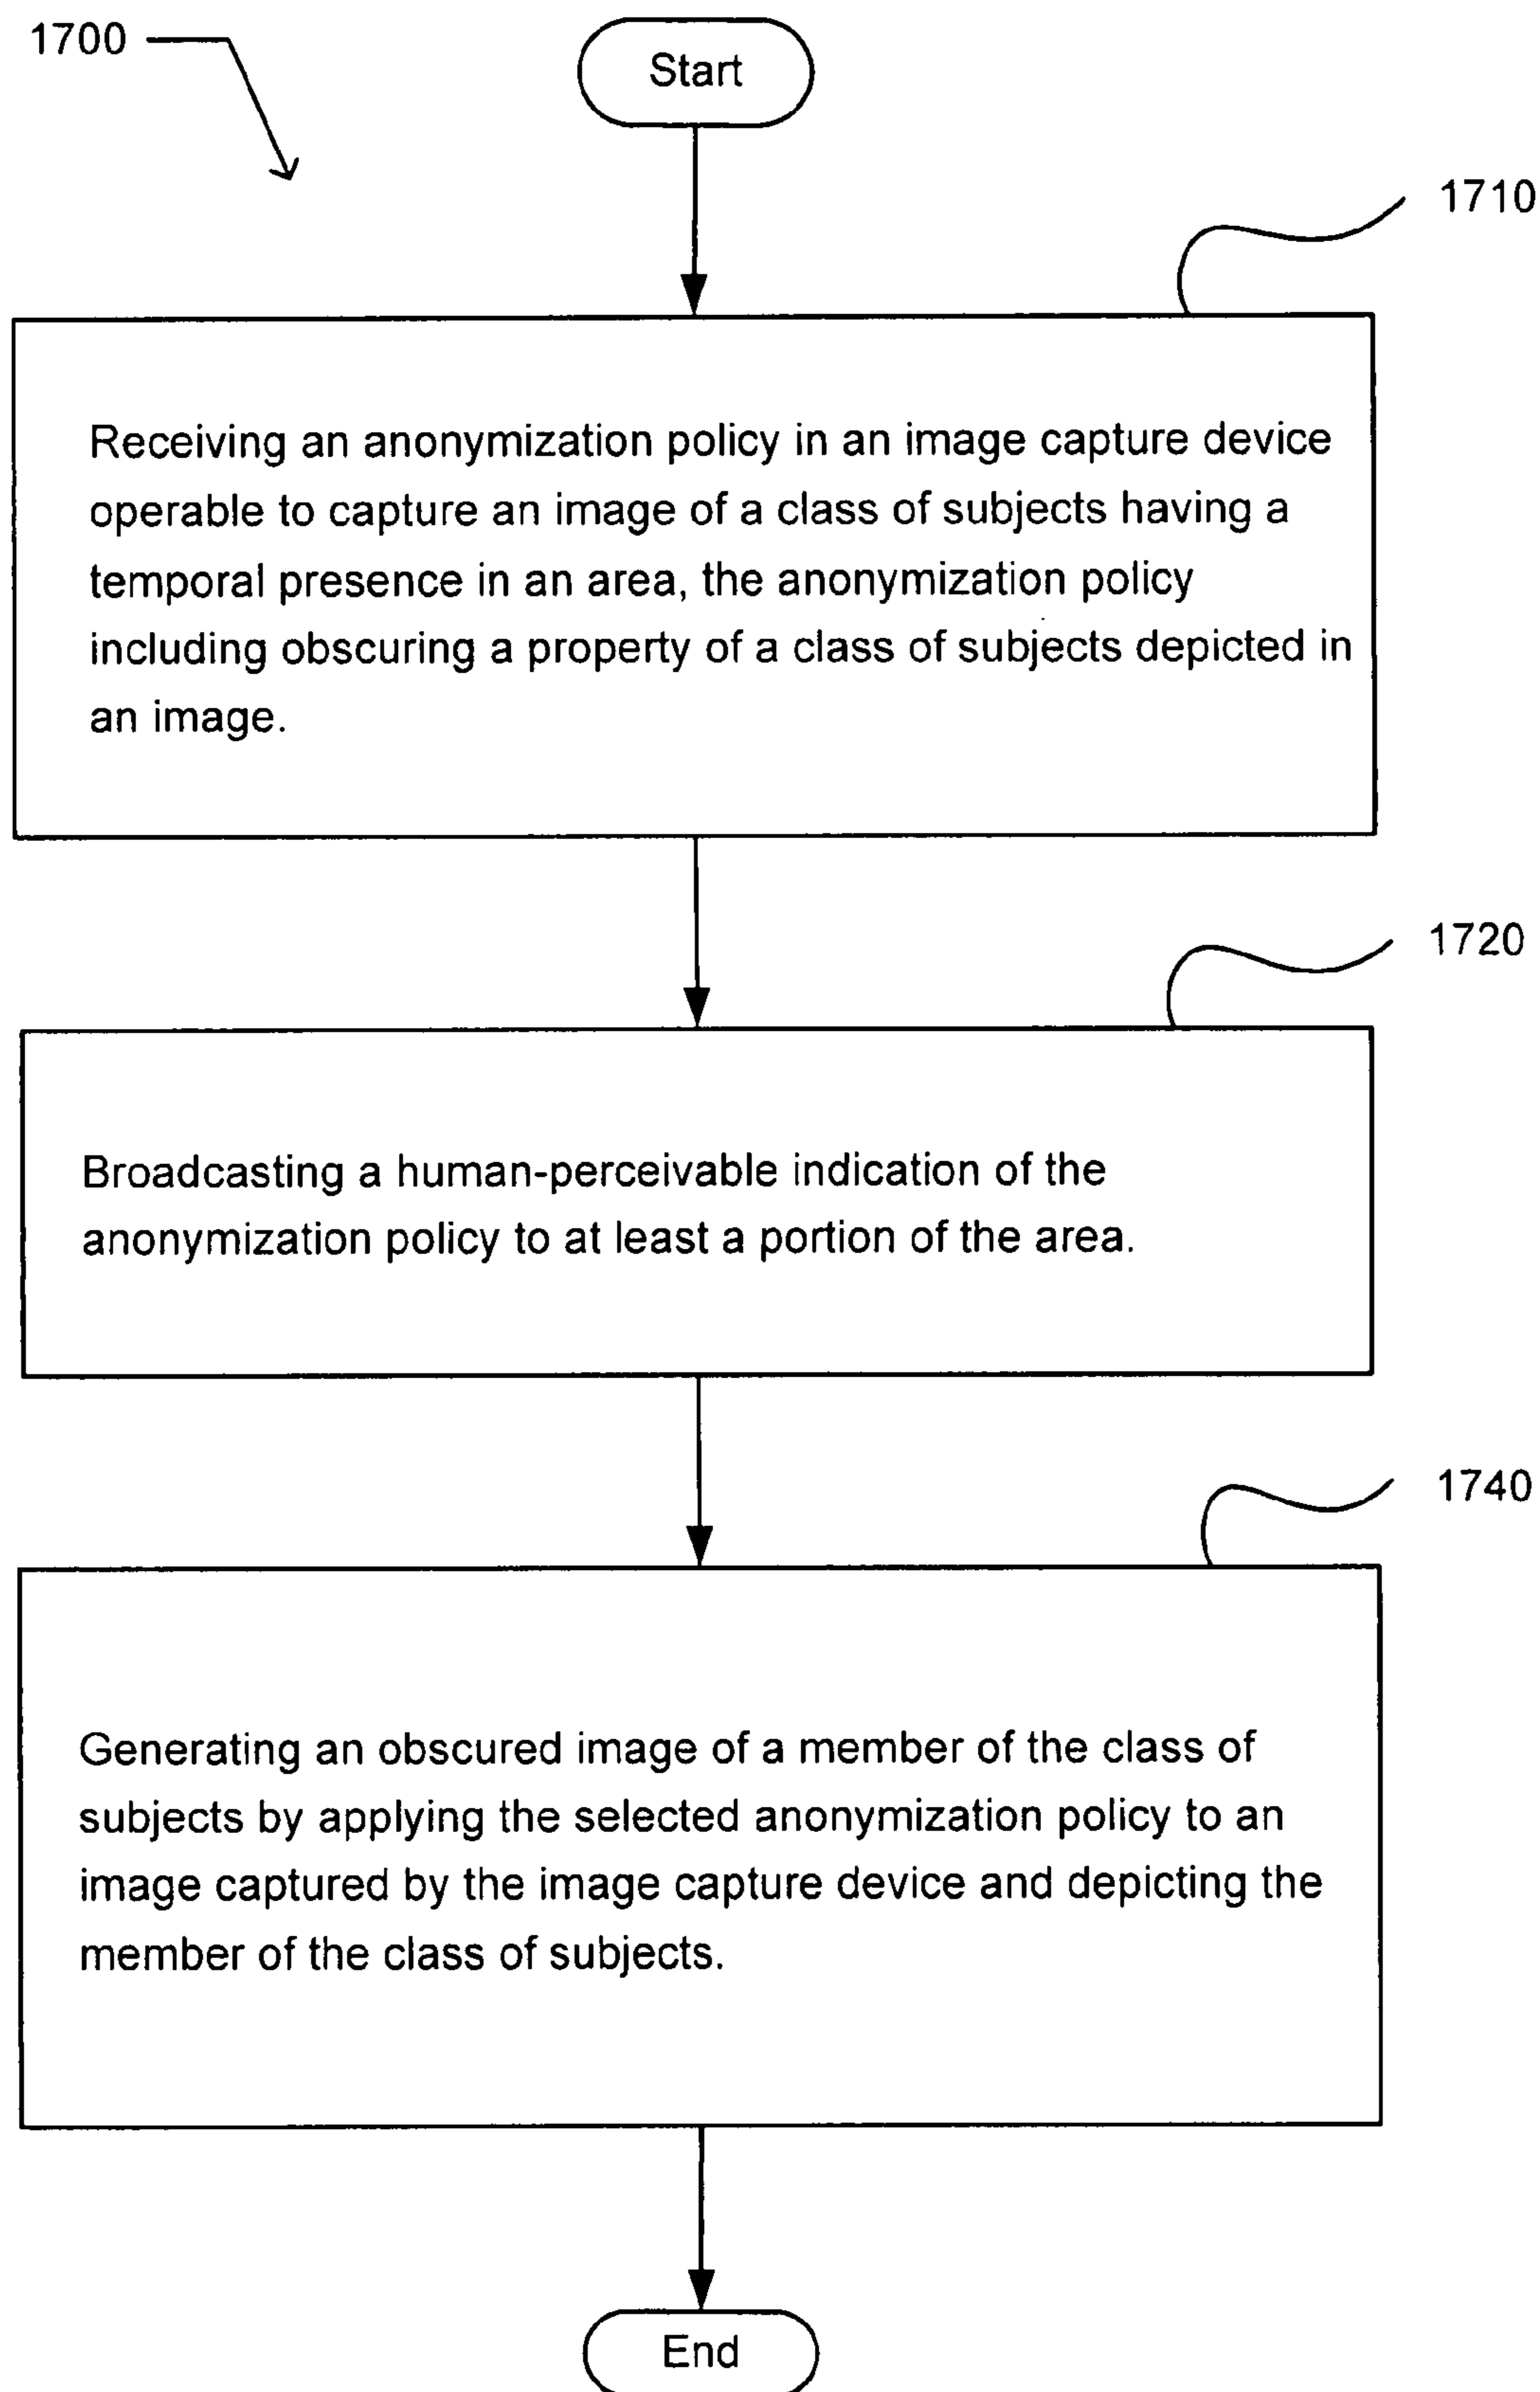 1700
Start
1710
Receiving an anonymization policy in an image capture device
operable to capture an image of a class of subjects having a
temporal presence in an area, the anonymization policy
including obscuring a property of a class of subjects depicted in
an image.
1720
Broadcasting a human-perceivable indication of the
anonymization policy to at least a portion of the area.
1740
Generating an obscured image of a member of the class of
subjects by applying the selected anonymization policy to an
image captured by the image capture device and depicting the
member of the class of subjects.
End